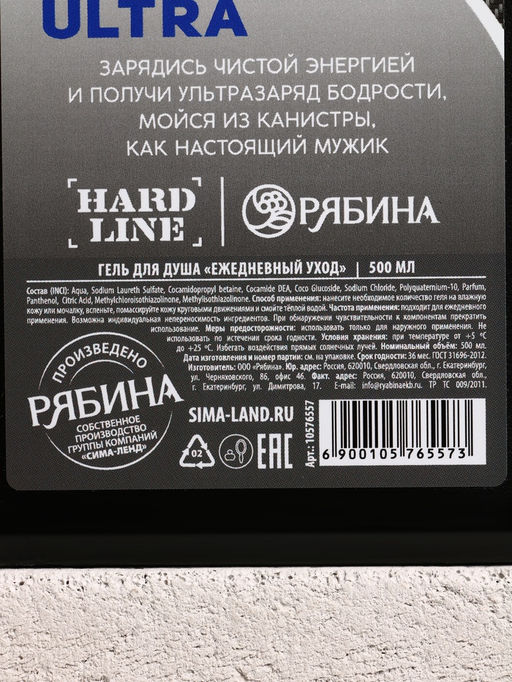 ULTRA
ЗАРЯДИСЬ ЧИСТОЙ ЭНЕРГИЕЙ
И ПОЛУЧИ УЛЬТРАЗАРЯД БОДРОСТИ,
МОЙСЯ ИЗ КАНИСТРЫ,
КАК НАСТОЯЩИЙ МУЖИК
HARD
LINE
РЯБИНА
ГЕЛЬ ДЛЯ ДУША «ЕЖЕДНЕВНЫЙ УХОД» | 500 МЛ
Состав (INCI): Aqua, Sodium Laureth Sulfate, Cocamidopropyl betaine, Cocamide DEA, Coco Glucoside, Sodium Chloride, Polyquaternium-10, Parfum,
Panthenol, Citric Acid, Methylchloroisothiazolinone, Methylisothiazolinone. Способ применения: нанесите необходимое количество геля на влажную
кожу или мочалку, вспеньте, помассируйте кожу круговыми движениями и смойте тёплой водой. Частота применения: подходит для ежедневного
применения. Возможна индивидуальная непереносимость ингредиентов. При обнаружении чувствительности к компонентам прекратить
использование. Меры предосторожности: использовать только для наружного применения. Не
использовать по истечении срока годности. Условия хранения: при температуре от +5 °С
до +25 °С. Избегать воздействия прямых солнечных лучей. Номинальный объём: 500 мл.
Дата изготовления и номер партии: см. на упаковке. Срок годности: 36 мес. ГОСТ 31696-2012.
Изготовитель: ООО «Рябина». Юр. адрес: Россия, 620010, Свердловская обл., г. Екатеринбург,
ул. Черняховского, 86, офис 46. Факт. адрес: Россия, 620010, Свердловская обл.,
г. Екатеринбург, ул. Димитрова, 17. E-mail: info@ryabinaekb.ru. ТР ТС 009/2011.
ПРОИЗВЕДЕНО
РЯБИНА
СОБСТВЕННОЕ
ПРОИЗВОДСТВО
ГРУППЫ КОМПАНИЙ
«СИМА-ЛЕНД»
SIMA-LAND.RU
02
EAC
Арт.: 10576557
6 900105 765573